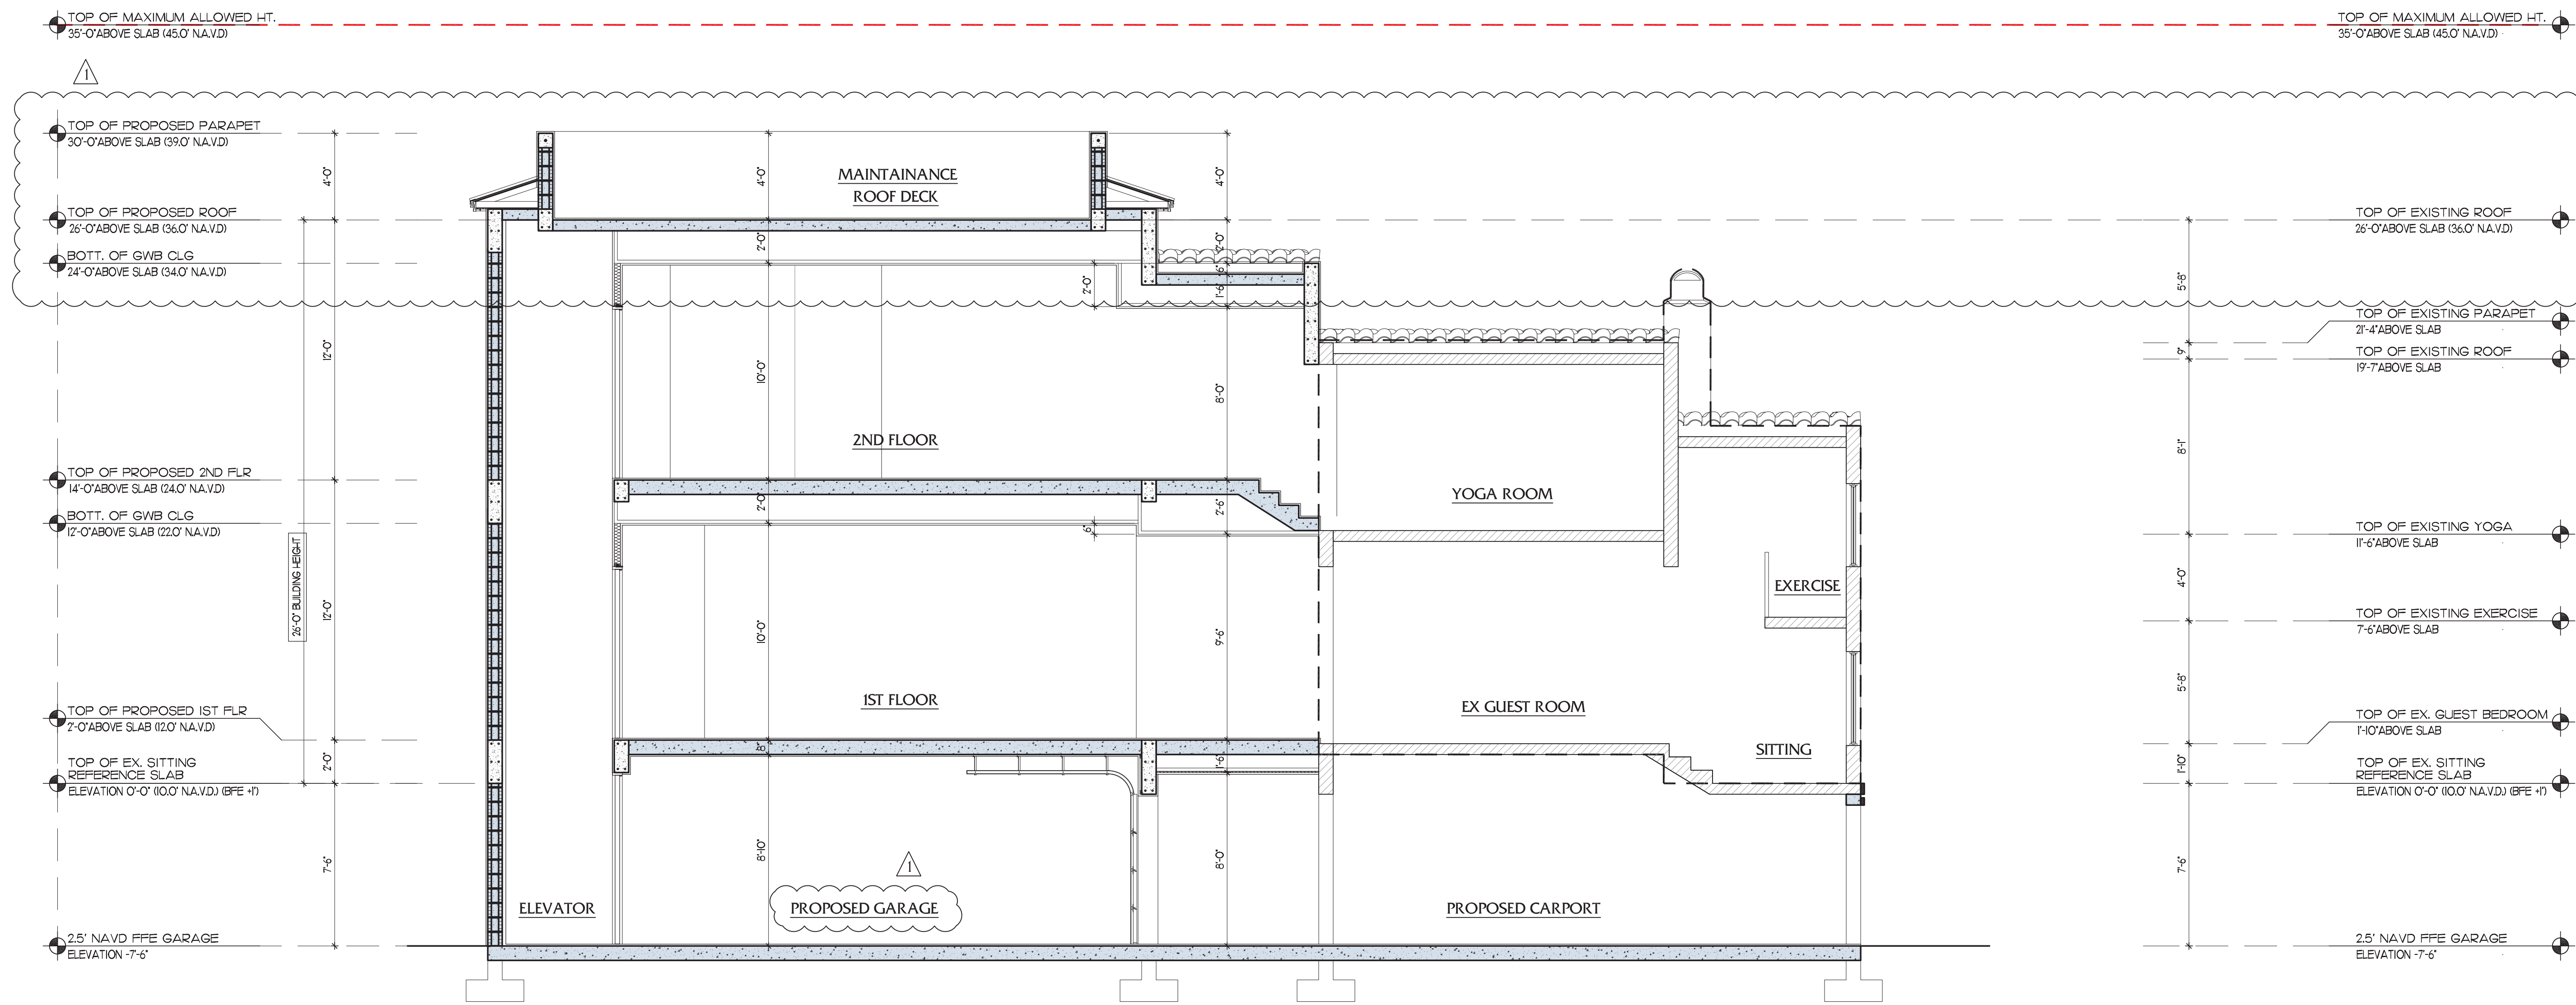 TOP OF MAXIMUM ALLOWED HT.
35'-0" ABOVE SLAB (45.0' N.A.V.D)
TOP OF MAXIMUM ALLOWED HT.
35'-0" ABOVE SLAB (45.0' N.A.V.D)
1
TOP OF PROPOSED PARAPET
30'-0" ABOVE SLAB (39.0' N.A.V.D)
4'-0"
4'-0"
4'-0"
MAINTAINANCE
ROOF DECK
TOP OF PROPOSED ROOF
26'-0" ABOVE SLAB (36.0' N.A.V.D)
TOP OF EXISTING ROOF
26'-0" ABOVE SLAB (36.0' N.A.V.D)
BOTT. OF GWB CLG
24'-0" ABOVE SLAB (34.0' N.A.V.D)
2'-0"
2'-0"
2'-0"
6"
1'-6"
5'-8"
TOP OF EXISTING PARAPET
21'-4" ABOVE SLAB
9"
TOP OF EXISTING ROOF
19'-7" ABOVE SLAB
12'-0"
10'-0"
8'-0"
8'-1"
2ND FLOOR
YOGA ROOM
TOP OF PROPOSED 2ND FLR
14'-0" ABOVE SLAB (24.0' N.A.V.D)
2'-0"
2'-6"
6"
BOTT. OF GWB CLG
12'-0" ABOVE SLAB (22.0' N.A.V.D)
TOP OF EXISTING YOGA
11'-6" ABOVE SLAB
26'-0" BUILDING HEIGHT
12'-0"
10'-0"
9'-6"
4'-0"
EXERCISE
TOP OF EXISTING EXERCISE
7'-6" ABOVE SLAB
5'-8"
1ST FLOOR
EX GUEST ROOM
SITTING
TOP OF PROPOSED 1ST FLR
2'-0" ABOVE SLAB (12.0' N.A.V.D)
TOP OF EX. GUEST BEDROOM
1'-10" ABOVE SLAB
2'-0"
8"
1'-6"
1'-10"
TOP OF EX. SITTING
REFERENCE SLAB
ELEVATION 0'-0" (10.0' N.A.V.D.) (BFE +1')
TOP OF EX. SITTING
REFERENCE SLAB
ELEVATION 0'-0" (10.0' N.A.V.D.) (BFE +1')
7'-6"
8'-10"
8'-0"
7'-6"
1
ELEVATOR
PROPOSED GARAGE
PROPOSED CARPORT
2.5' NAVD FFE GARAGE
ELEVATION -7'-6"
2.5' NAVD FFE GARAGE
ELEVATION -7'-6"